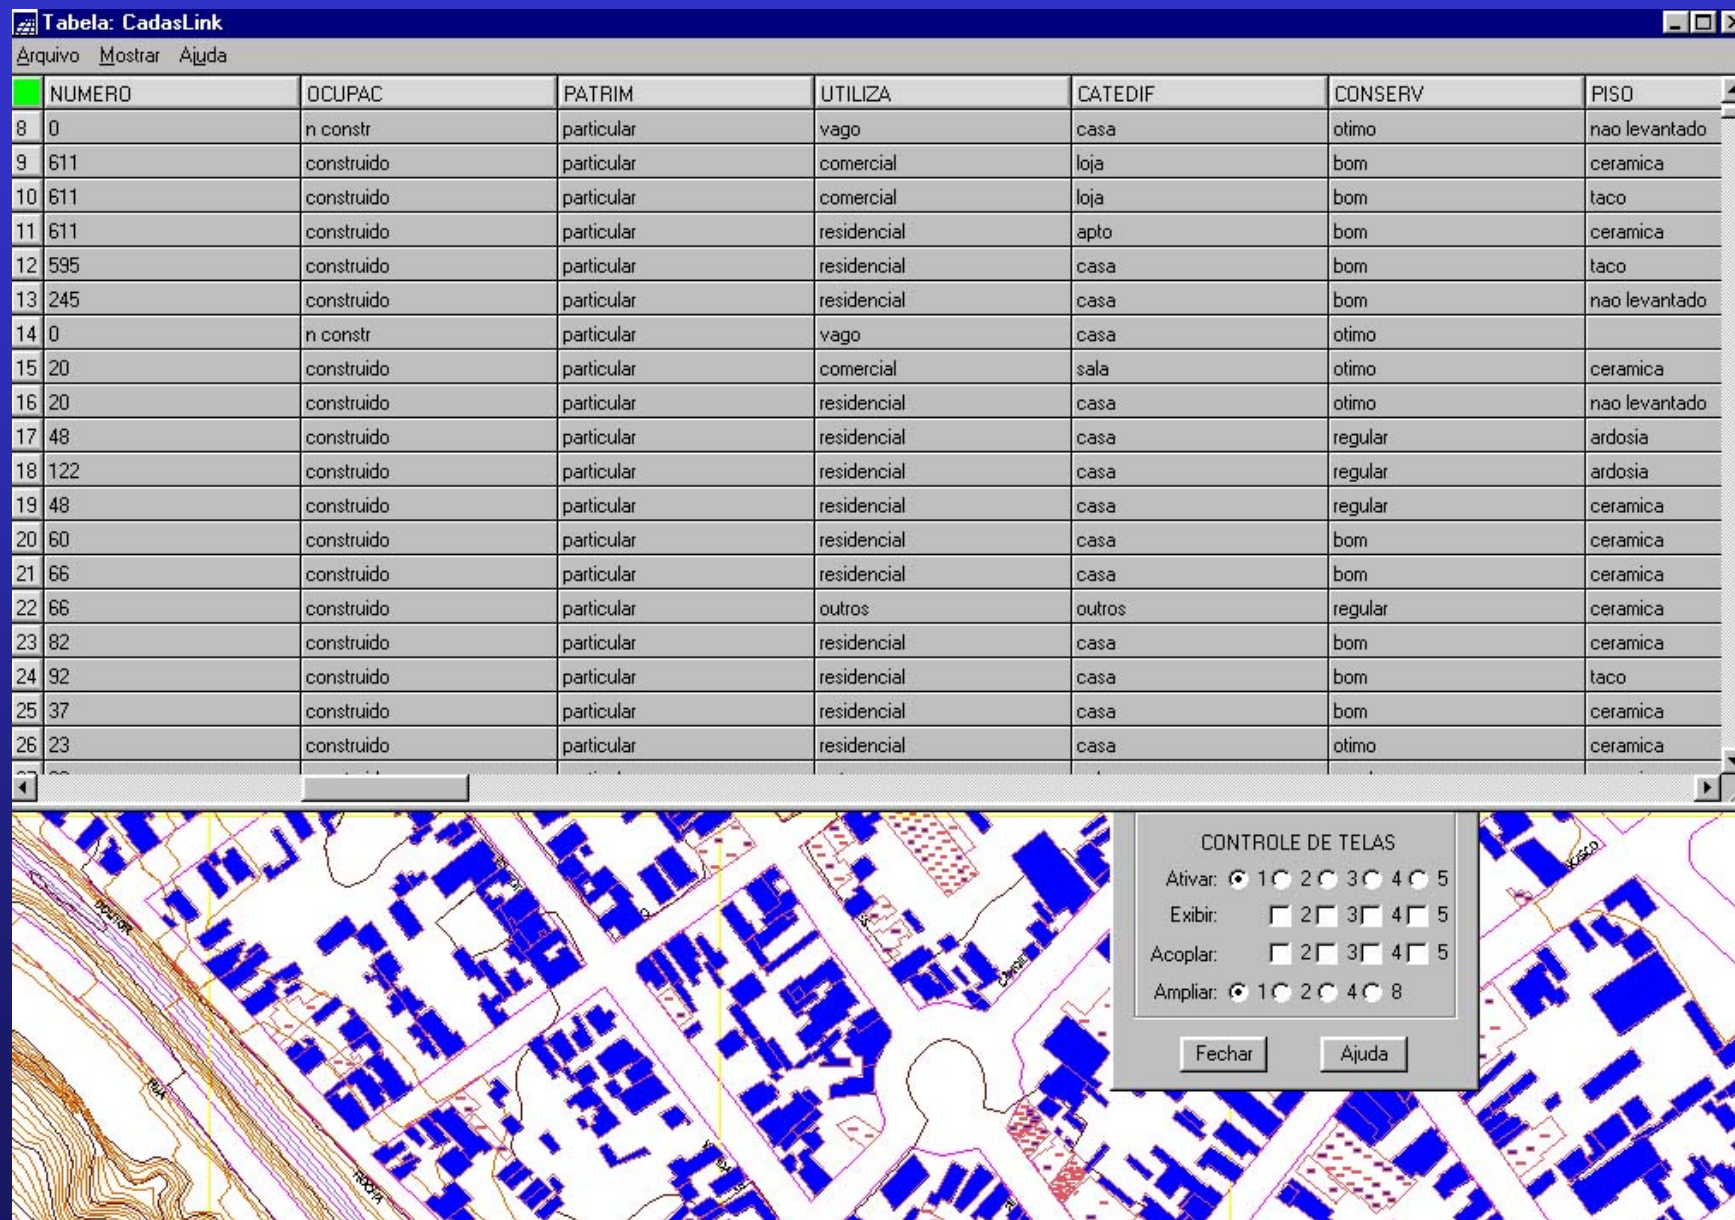 Tabela: CadasLink
Arquivo Mostrar Ajuda
NUMERO OCUPAC PATRIM UTILIZA CATEDIF CONSERV PISO
8 0 n constr particular vago casa otimo nao levantado
9 611 construido particular comercial loja bom ceramica
10 611 construido particular comercial loja bom taco
11 611 construido particular residencial apto bom ceramica
12 595 construido particular residencial casa bom taco
13 245 construido particular residencial casa bom nao levantado
14 0 n constr particular vago casa otimo
15 20 construido particular comercial sala otimo ceramica
16 20 construido particular residencial casa otimo nao levantado
17 48 construido particular residencial casa regular ardosia
18 122 construido particular residencial casa regular ardosia
19 48 construido particular residencial casa regular ceramica
20 60 construido particular residencial casa bom ceramica
21 66 construido particular residencial casa bom ceramica
22 66 construido particular outros outros regular ceramica
23 82 construido particular residencial casa bom ceramica
24 92 construido particular residencial casa bom taco
25 37 construido particular residencial casa bom ceramica
26 23 construido particular residencial casa otimo ceramica
CONTROLE DE TELAS
Ativar: 1 2 3 4 5
Exibir: 2 3 4 5
Acoplar: 2 3 4 5
Ampliar: 1 2 4 8
Fechar Ajuda
DOUTOR
RUA
ROCHA
VASCO